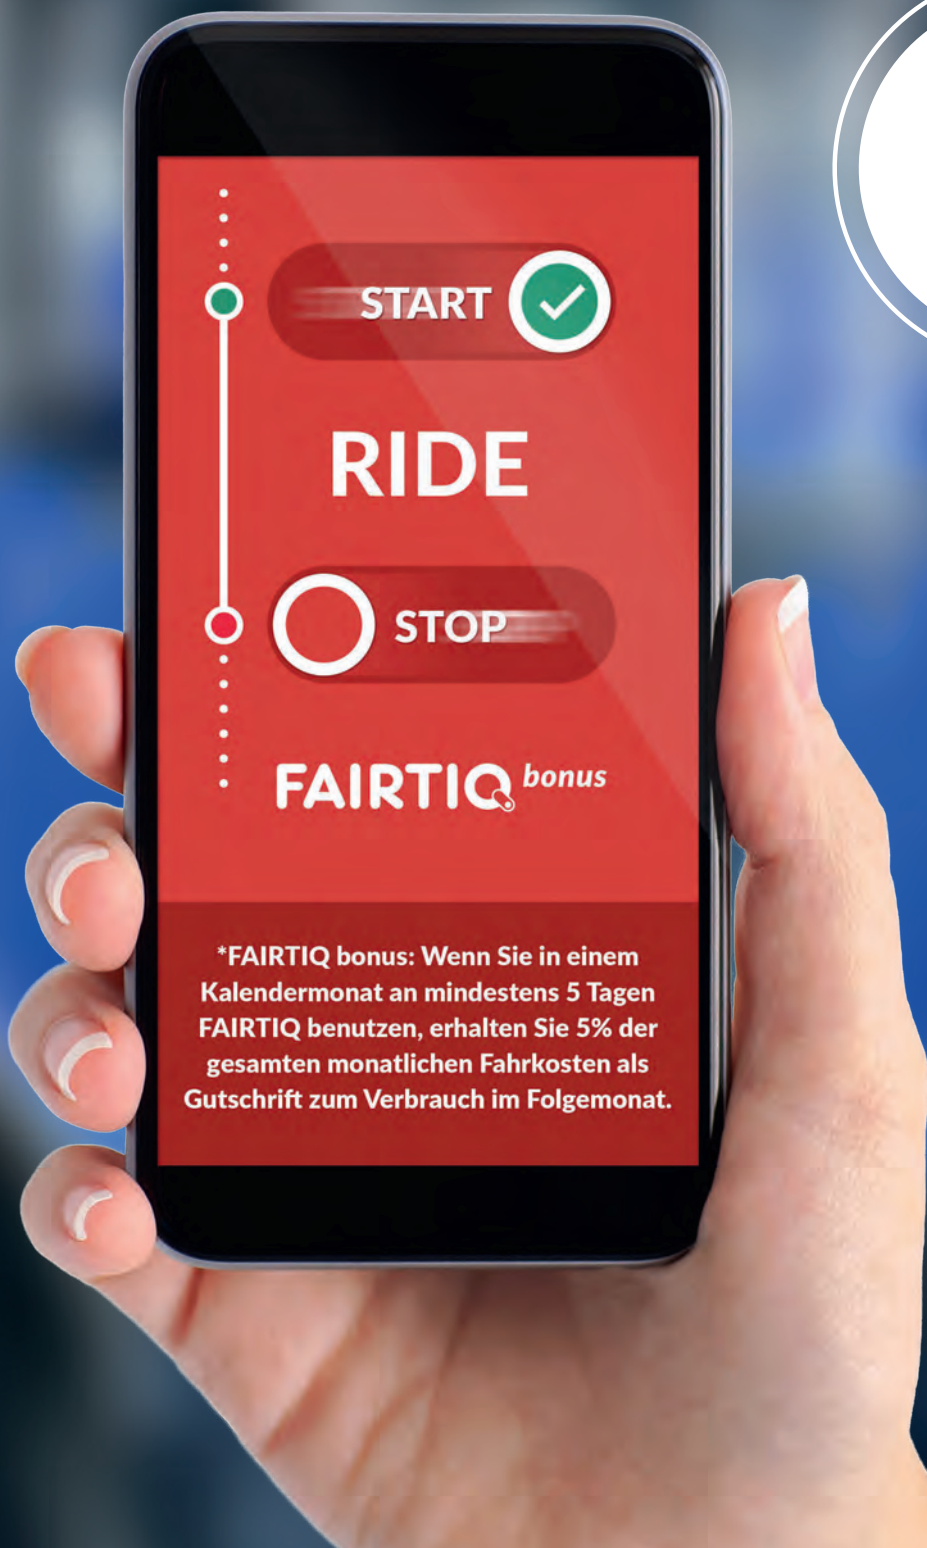 START
RIDE
STOP
FAIRTIQ bonus
*FAIRTIQ bonus: Wenn Sie in einem
Kalendermonat an mindestens 5 Tagen
FAIRTIQ benutzen, erhalten Sie 5% der
gesamten monatlichen Fahrkosten als
Gutschrift zum Verbrauch im Folgemonat.